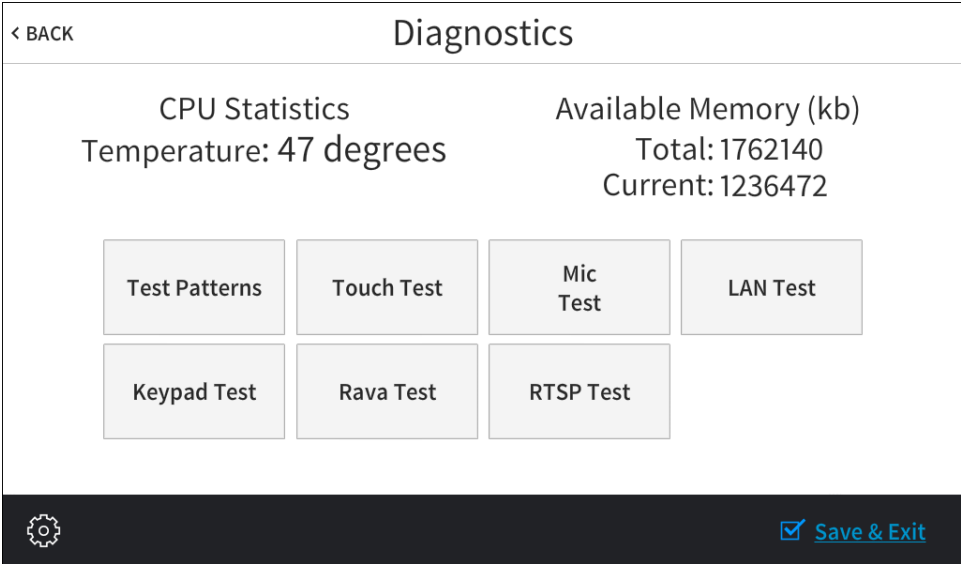 < BACK
Diagnostics
CPU Statistics
Temperature: 47 degrees
Available Memory (kb)
Total: 1762140
Current: 1236472
Test Patterns
Touch Test
Mic
Test
LAN Test
Keypad Test
Rava Test
RTSP Test
Save & Exit